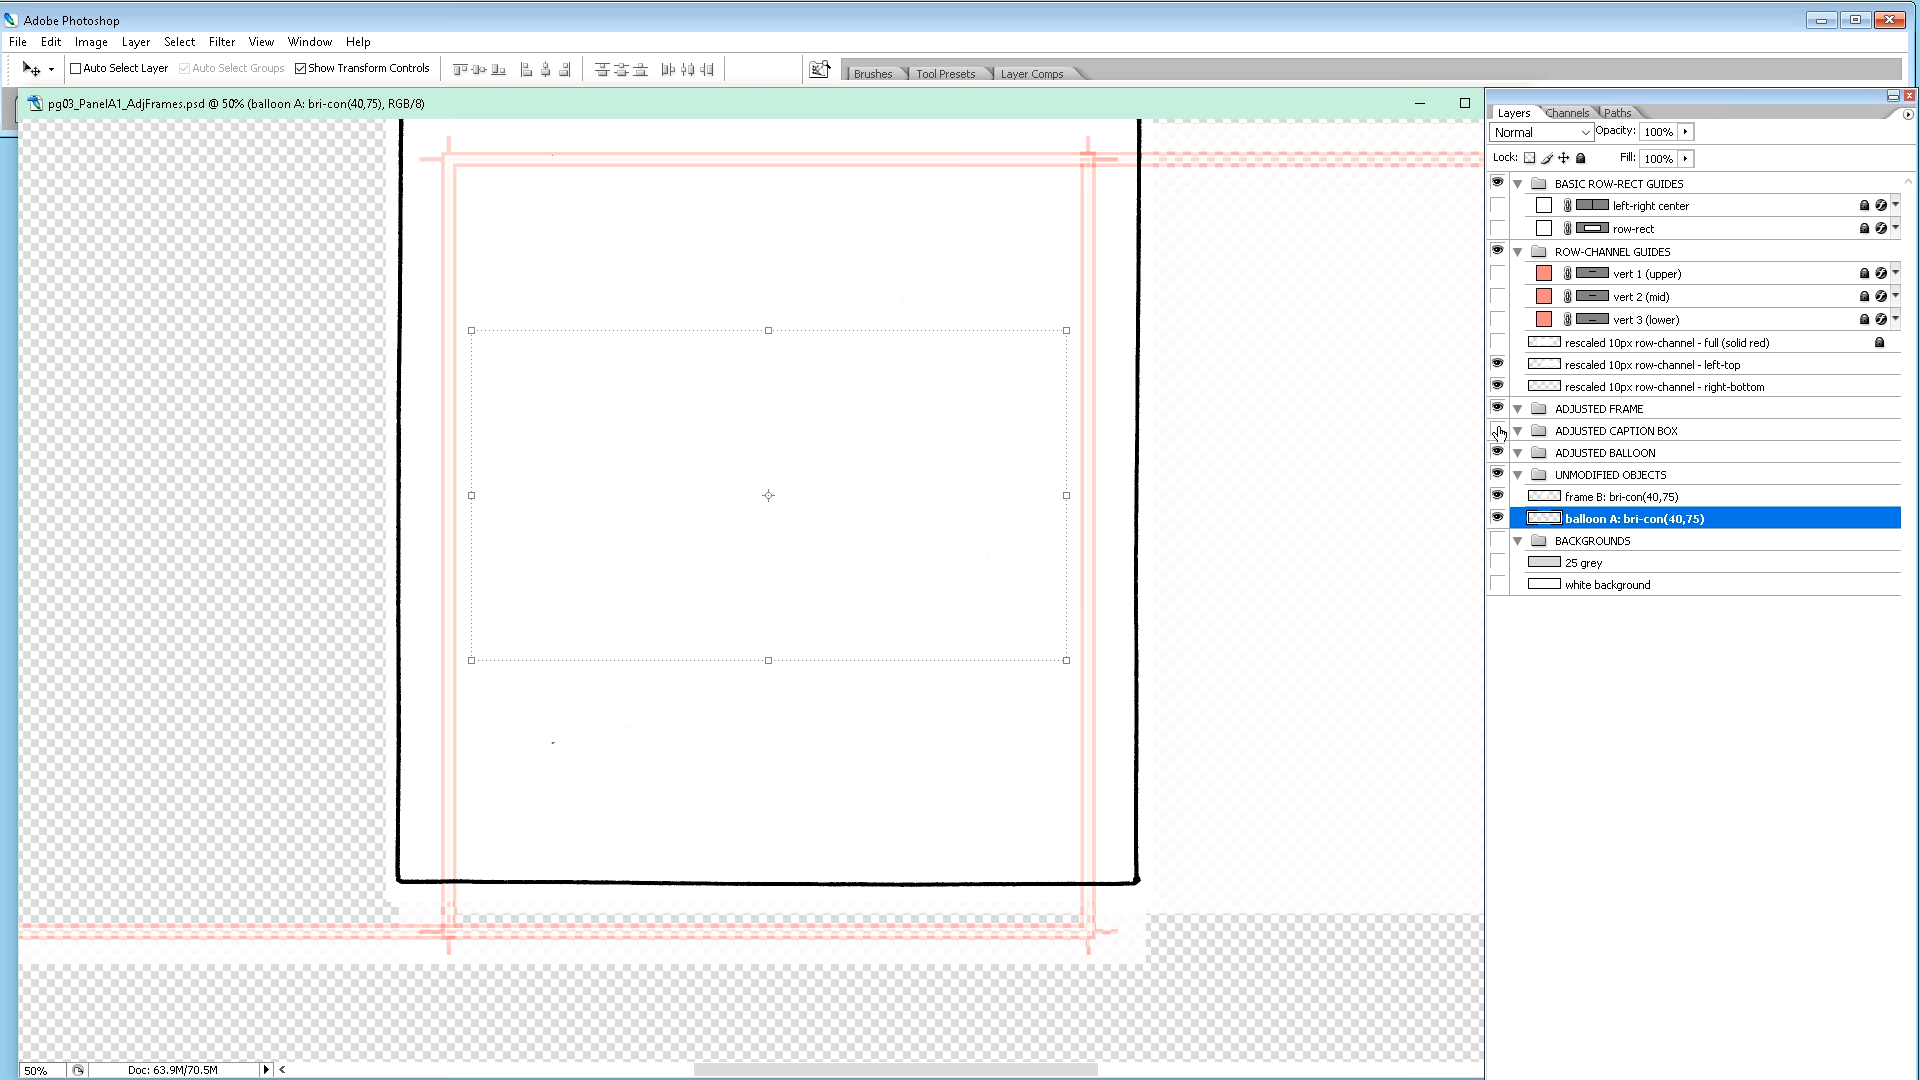 Adobe Photoshop
File Edit Image Layer Select Filter View Window Help
Auto Select Layer Auto Select Groups Show Transform Controls
Brushes Tool Presets Layer Comps
pg03_PanelA1_AdjFrames.psd @ 50% (balloon A: bri-con(40,75), RGB/8)
Layers Channels Paths
Normal Opacity: 100%
Lock: Fill: 100%
BASIC ROW-RECT GUIDES
left-right center
row-rect
ROW-CHANNEL GUIDES
vert 1 (upper)
vert 2 (mid)
vert 3 (lower)
rescaled 10px row-channel - full (solid red)
rescaled 10px row-channel - left-top
rescaled 10px row-channel - right-bottom
ADJUSTED FRAME
ADJUSTED CAPTION BOX
ADJUSTED BALLOON
UNMODIFIED OBJECTS
frame B: bri-con(40,75)
balloon A: bri-con(40,75)
BACKGROUNDS
25 grey
white background
50% Doc: 63.9M/70.5M